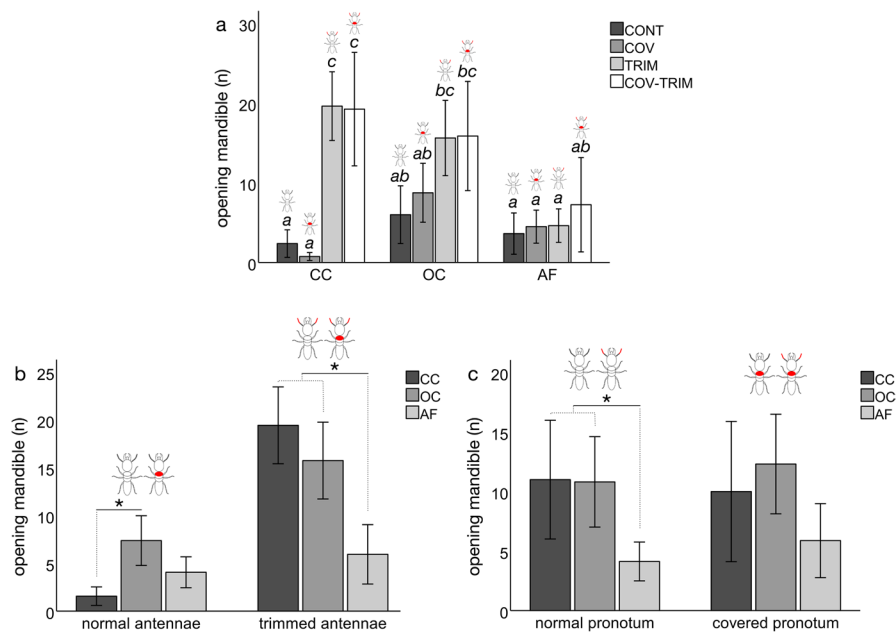 a
30
20
10
0
opening mandible (n)
CONT
COV
TRIM
COV-TRIM
a
a
c
c
ab
ab
bc
bc
a
a
a
ab
CC
OC
AF
b
25
20
15
10
5
0
opening mandible (n)
*
*
CC
OC
AF
normal antennae
trimmed antennae
c
20
15
10
5
0
opening mandible (n)
*
CC
OC
AF
normal pronotum
covered pronotum